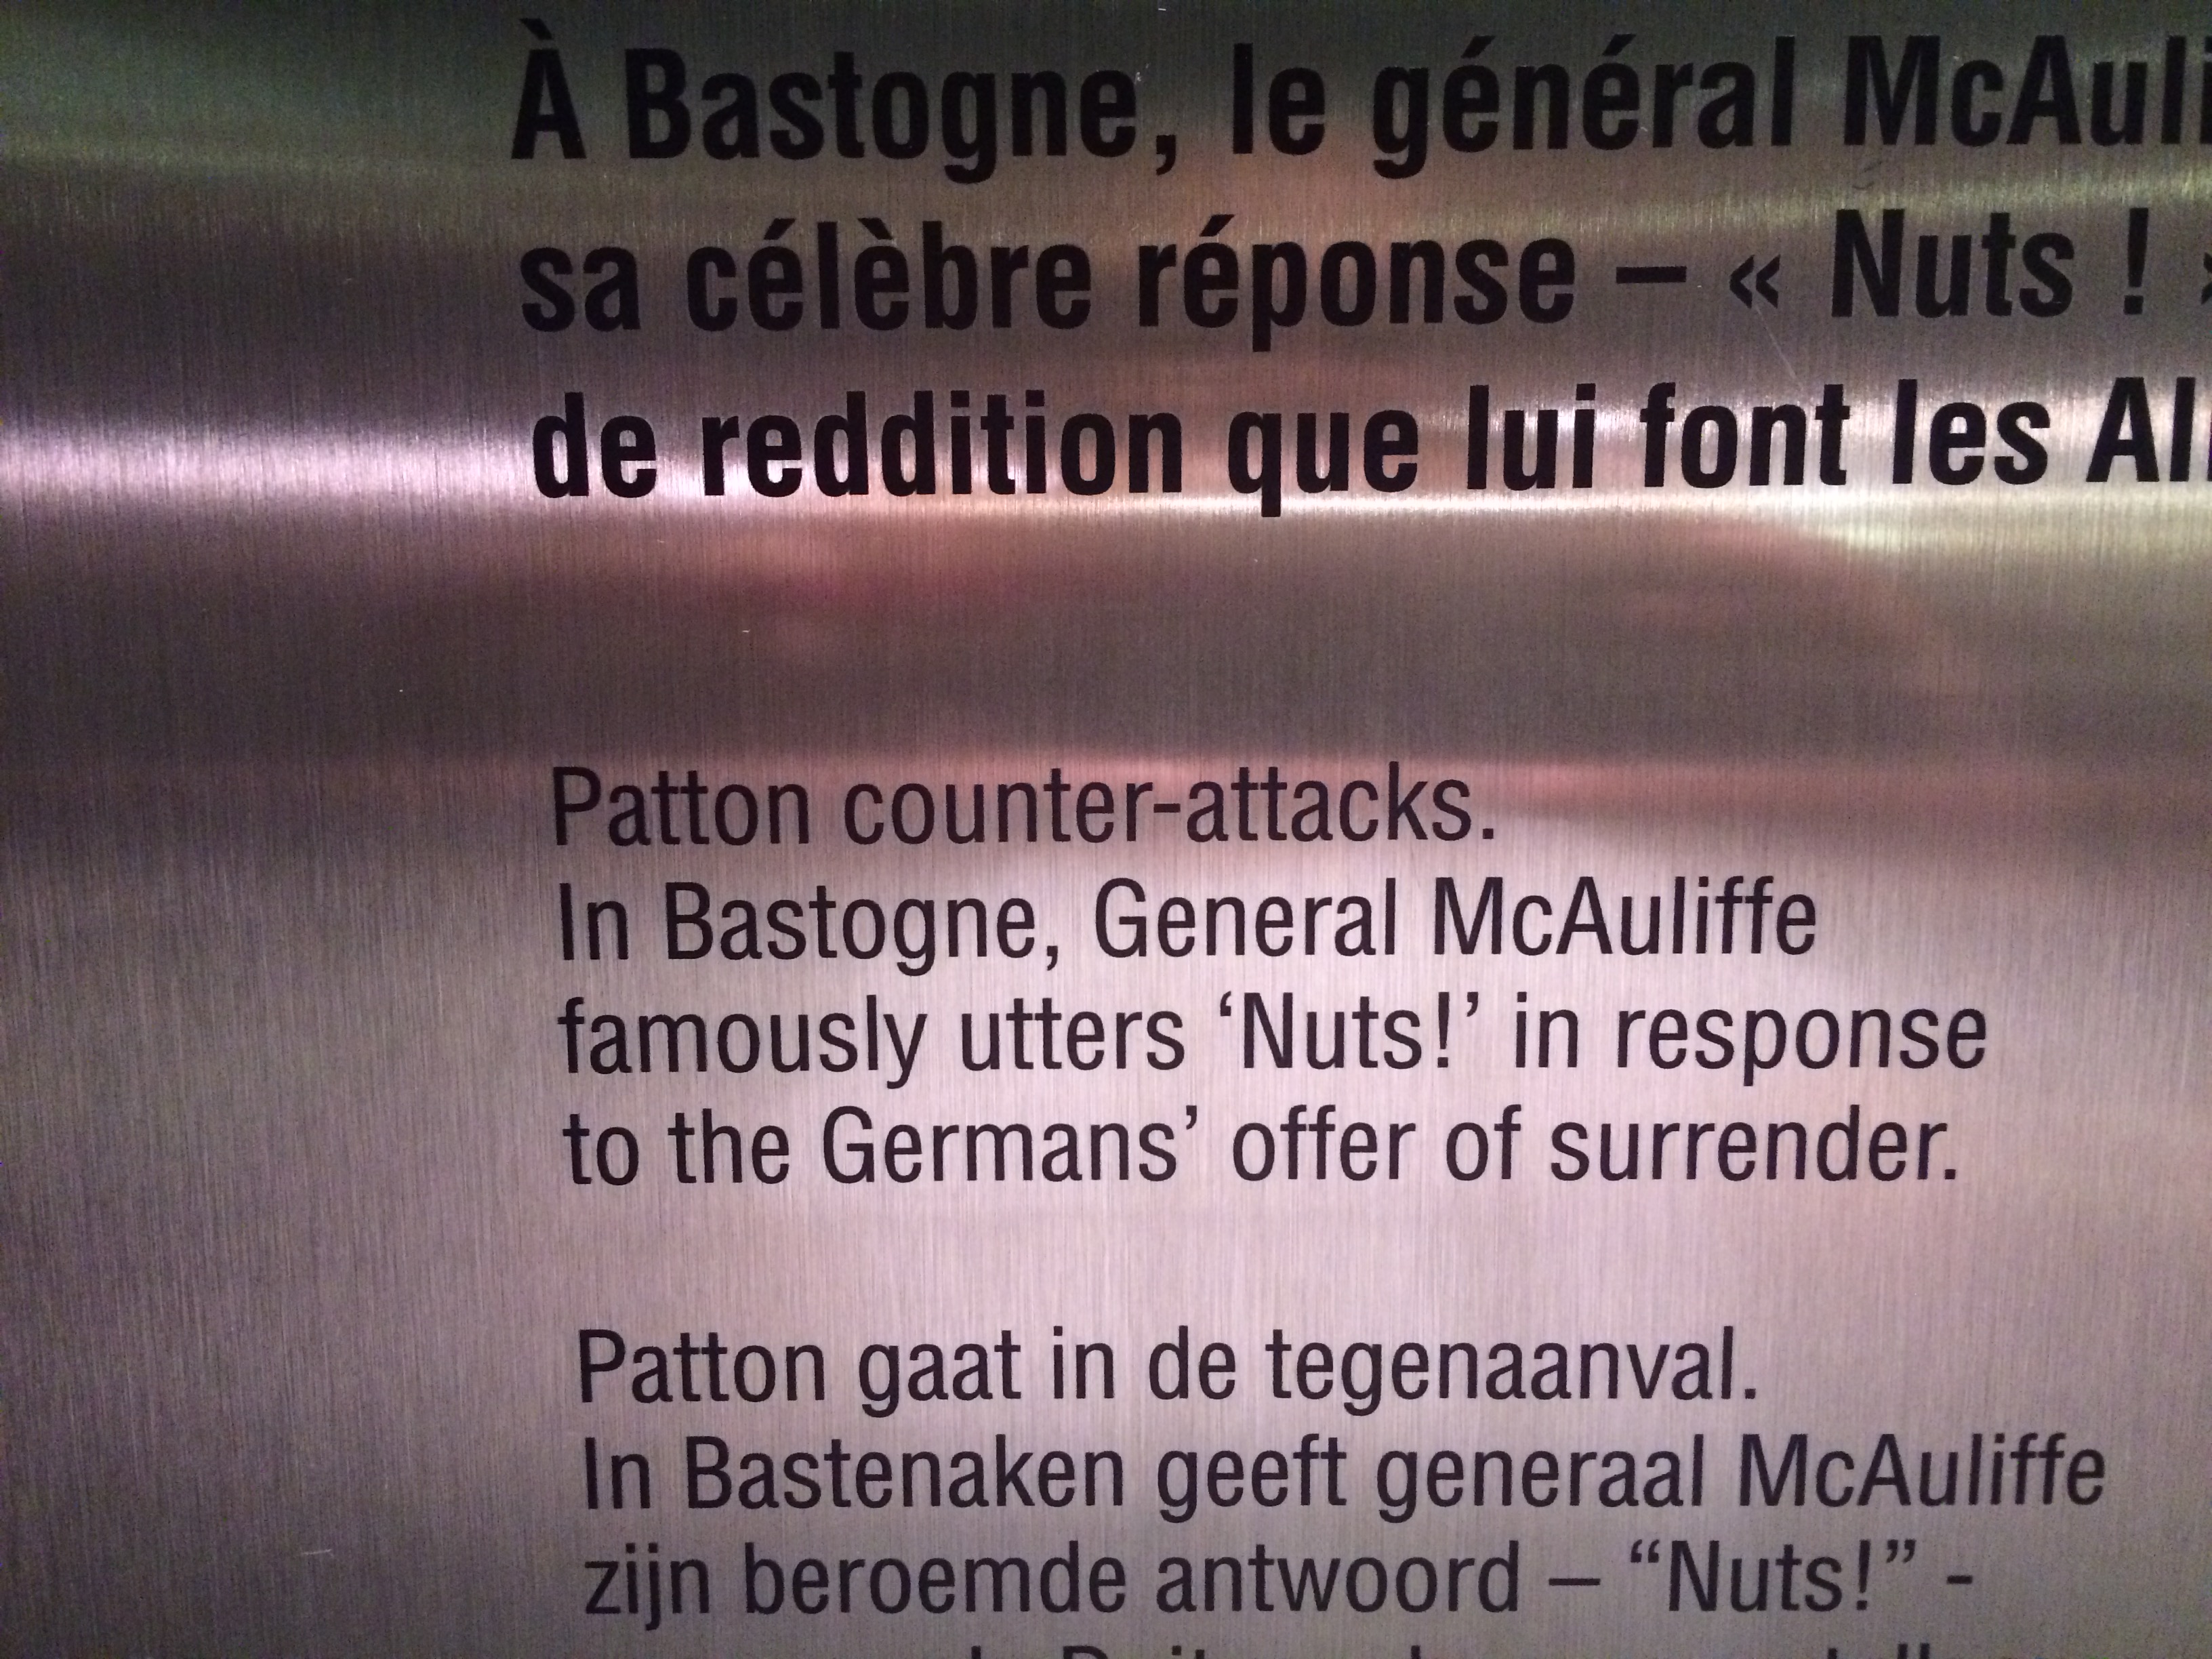 À Bastogne, le général
sa célèbre réponse – « Nuts !
de reddition que lui font les
Patton counter-attacks.
In Bastogne, General McAuliffe
famously utters ‘Nuts!’ in response
to the Germans’ offer of surrender.
Patton gaat in de tegenaanval.
In Bastenaken geeft generaal McAuliffe
zijn beroemde antwoord – “Nuts!” -